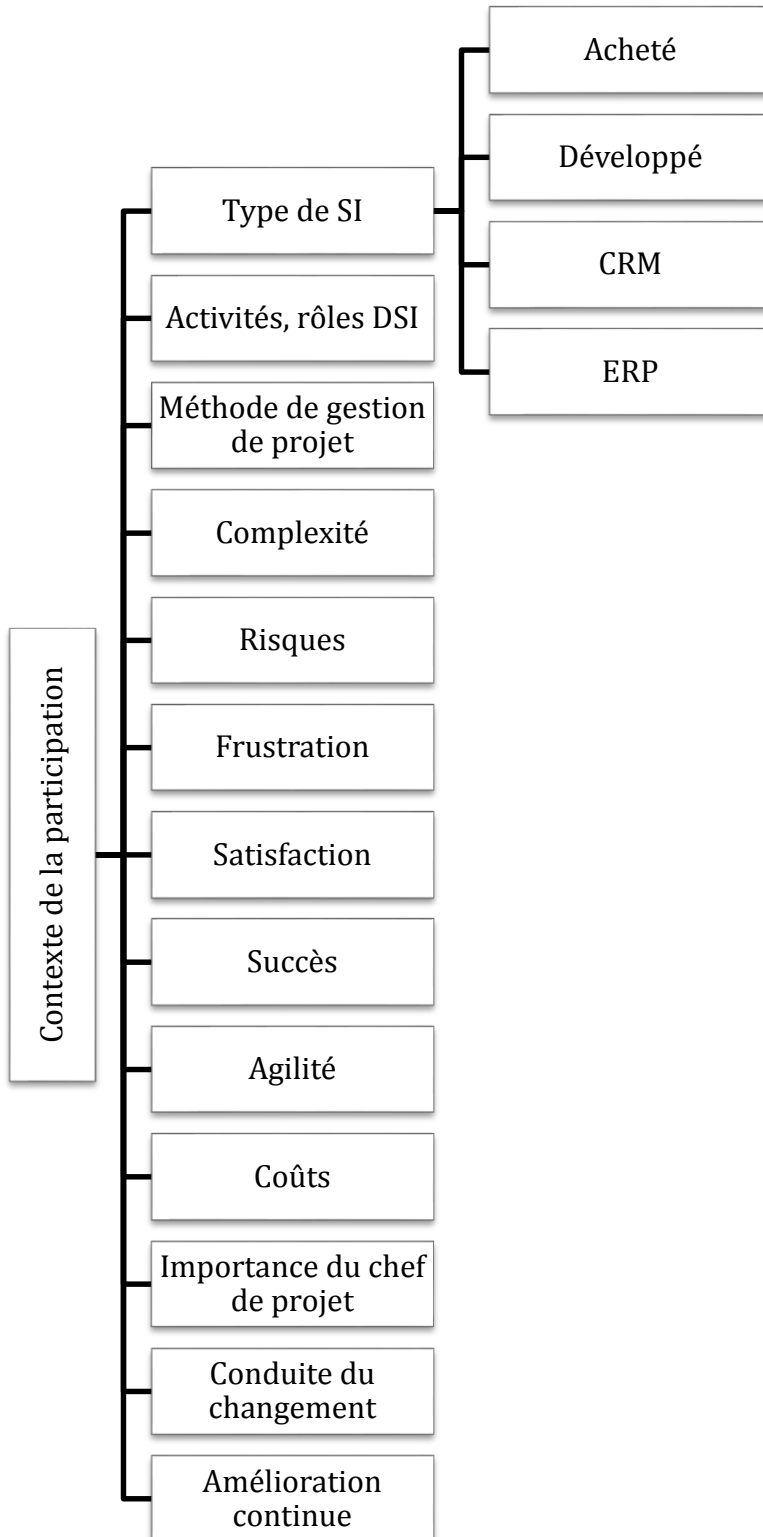 Contexte de la participation
Type de SI
Acheté
Développé
CRM
ERP
Activités, rôles DSI
Méthode de gestion
de projet
Complexité
Risques
Frustration
Satisfaction
Succès
Agilité
Coûts
Importance du chef
de projet
Conduite du
changement
Amélioration
continue